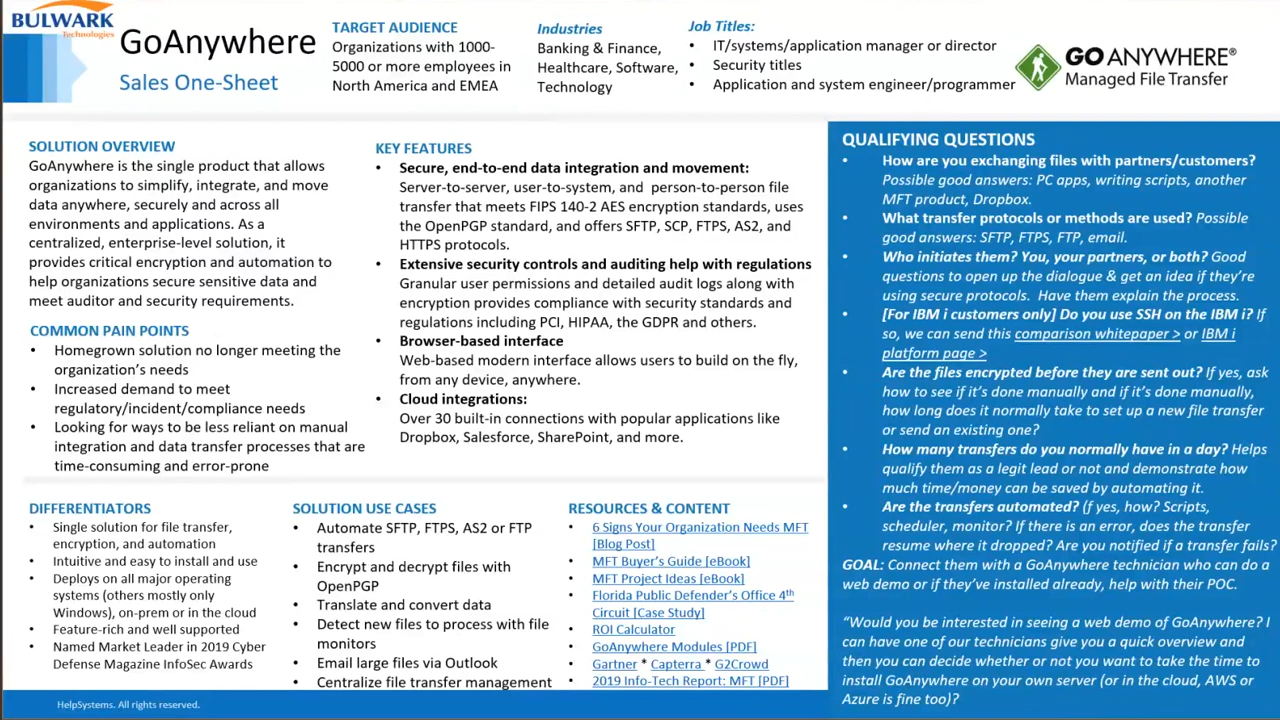 BULWARK
Technologies
GoAnywhere
Sales One-Sheet
TARGET AUDIENCE
Organizations with 1000-
5000 or more employees in
North America and EMEA
Industries
Banking & Finance,
Healthcare, Software,
Technology
Job Titles:
• IT/systems/application manager or director
• Security titles
• Application and system engineer/programmer
GO ANYWHERE®
Managed File Transfer
SOLUTION OVERVIEW
GoAnywhere is the single product that allows
organizations to simplify, integrate, and move
data anywhere, securely and across all
environments and applications. As a
centralized, enterprise-level solution, it
provides critical encryption and automation to
help organizations secure sensitive data and
meet auditor and security requirements.
COMMON PAIN POINTS
• Homegrown solution no longer meeting the
organization's needs
• Increased demand to meet
regulatory/incident/compliance needs
• Looking for ways to be less reliant on manual
integration and data transfer processes that are
time-consuming and error-prone
KEY FEATURES
• Secure, end-to-end data integration and movement:
Server-to-server, user-to-system, and person-to-person file
transfer that meets FIPS 140-2 AES encryption standards, uses
the OpenPGP standard, and offers SFTP, SCP, FTPS, AS2, and
HTTPS protocols.
• Extensive security controls and auditing help with regulations
Granular user permissions and detailed audit logs along with
encryption provides compliance with security standards and
regulations including PCI, HIPAA, the GDPR and others.
• Browser-based interface
Web-based modern interface allows users to build on the fly,
from any device, anywhere.
• Cloud integrations:
Over 30 built-in connections with popular applications like
Dropbox, Salesforce, SharePoint, and more.
DIFFERENTIATORS
• Single solution for file transfer,
encryption, and automation
• Intuitive and easy to install and use
• Deploys on all major operating
systems (others mostly only
Windows), on-prem or in the cloud
• Feature-rich and well supported
• Named Market Leader in 2019 Cyber
Defense Magazine InfoSec Awards
SOLUTION USE CASES
• Automate SFTP, FTPS, AS2 or FTP
transfers
• Encrypt and decrypt files with
OpenPGP
• Translate and convert data
• Detect new files to process with file
monitors
• Email large files via Outlook
• Centralize file transfer management
RESOURCES & CONTENT
• 6 Signs Your Organization Needs MFT
[Blog Post]
• MFT Buyer's Guide [eBook]
• MFT Project Ideas [eBook]
• Florida Public Defender's Office 4th
Circuit [Case Study]
• ROI Calculator
• GoAnywhere Modules [PDF]
• Gartner * Capterra * G2Crowd
• 2019 Info-Tech Report: MFT [PDF]
QUALIFYING QUESTIONS
• How are you exchanging files with partners/customers?
Possible good answers: PC apps, writing scripts, another
MFT product, Dropbox.
• What transfer protocols or methods are used? Possible
good answers: SFTP, FTPS, FTP, email.
• Who initiates them? You, your partners, or both? Good
questions to open up the dialogue & get an idea if they're
using secure protocols. Have them explain the process.
• [For IBM i customers only] Do you use SSH on the IBM i? If
so, we can send this comparison whitepaper > or IBM i
platform page >
• Are the files encrypted before they are sent out? If yes, ask
how to see if it's done manually and if it's done manually,
how long does it normally take to set up a new file transfer
or send an existing one?
• How many transfers do you normally have in a day? Helps
qualify them as a legit lead or not and demonstrate how
much time/money can be saved by automating it.
• Are the transfers automated? (if yes, how? Scripts,
scheduler, monitor? If there is an error, does the transfer
resume where it dropped? Are you notified if a transfer fails?
GOAL: Connect them with a GoAnywhere technician who can do a
web demo or if they've installed already, help with their POC.
"Would you be interested in seeing a web demo of GoAnywhere? I
can have one of our technicians give you a quick overview and
then you can decide whether or not you want to take the time to
install GoAnywhere on your own server (or in the cloud, AWS or
Azure is fine too)?
HelpSystems. All rights reserved.